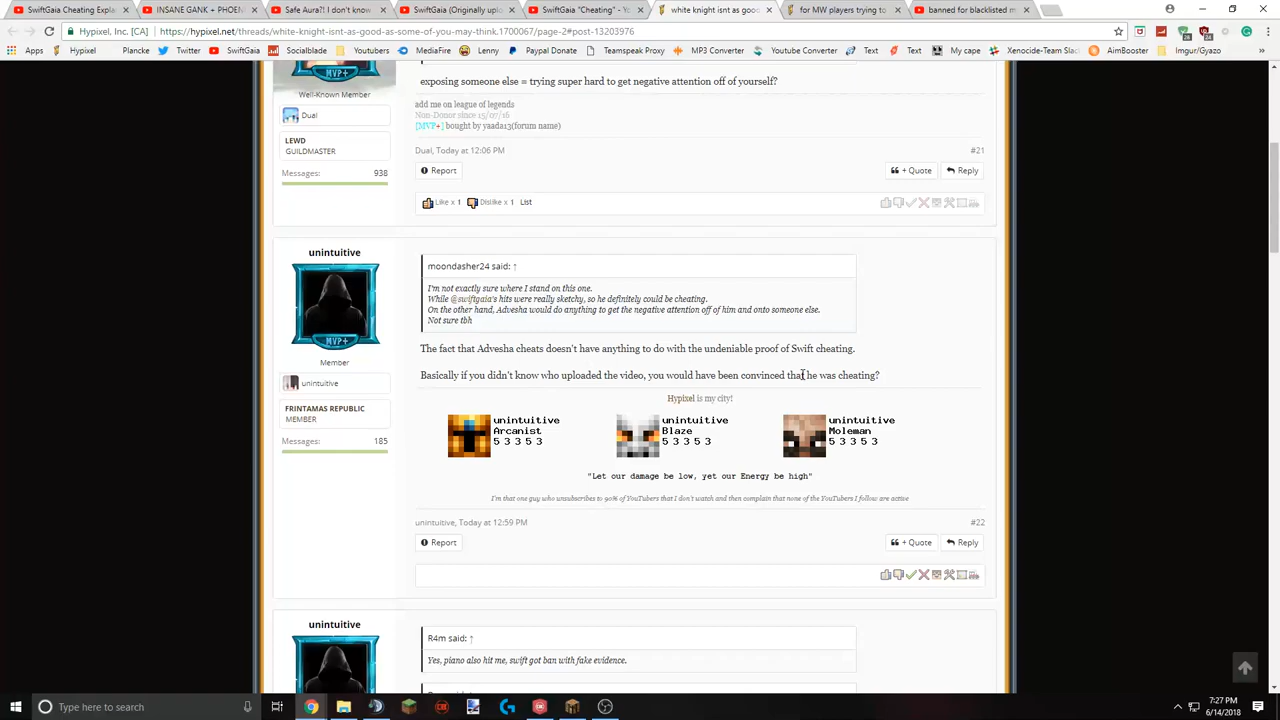 SwiftGaia Cheating Expla
INSANE GANK + PHOEN
Safe Aura?! I don't know
SwiftGaia (Originally uplo
SwiftGaia "Cheating" - Yo
white knight isnt as good
for MW players trying to
banned for blacklisted m
Hypixel, Inc. [CA] https://hypixel.net/threads/white-knight-isnt-as-good-as-some-of-you-may-think.1700067/page-2#post-13203976
Apps Hypixel Plancke Twitter SwiftGaia Socialblade Youtubers MediaFire Lenny Paypal Donate Teamspeak Proxy MP3 Converter Youtube Converter Text Text My cape Xenocide-Team Skai AimBooster Imgur/Gyazo
MVP+
Well-Known Member
Dual
LEWD
GUILDMASTER
Messages: 938
exposing someone else = trying super hard to get negative attention off of yourself?
add me on league of legends
Non-Donor since 15/07/16
[MVP+] bought by yaada13(forum name)
Dual, Today at 12:06 PM #21
Report + Quote Reply
Like x 1 Dislike x 1 List
unintuitive
MVP+
Member
unintuitive
FRINTAMAS REPUBLIC
MEMBER
Messages: 185
moondasher24 said: ↑
I'm not exactly sure where I stand on this one.
While @swiftgaia's hits were really sketchy, so he definitely could be cheating.
On the other hand, Advesha would do anything to get the negative attention off of him and onto someone else.
Not sure tbh
The fact that Advesha cheats doesn't have anything to do with the undeniable proof of Swift cheating.
Basically if you didn't know who uploaded the video, you would have been convinced that he was cheating?
Hypixel is my city!
unintuitive
Arcanist
5 3 3 5 3
unintuitive
Blaze
5 3 3 5 3
unintuitive
Moleman
5 3 3 5 3
"Let our damage be low, yet our Energy be high"
I'm that one guy who unsubscribes to 90% of YouTubers that I don't watch and then complain that none of the YouTubers I follow are active
unintuitive, Today at 12:59 PM #22
Report + Quote Reply
unintuitive
R4m said: ↑
Yes, piano also hit me, swift got ban with fake evidence.
Type here to search
7:27 PM
6/14/2018